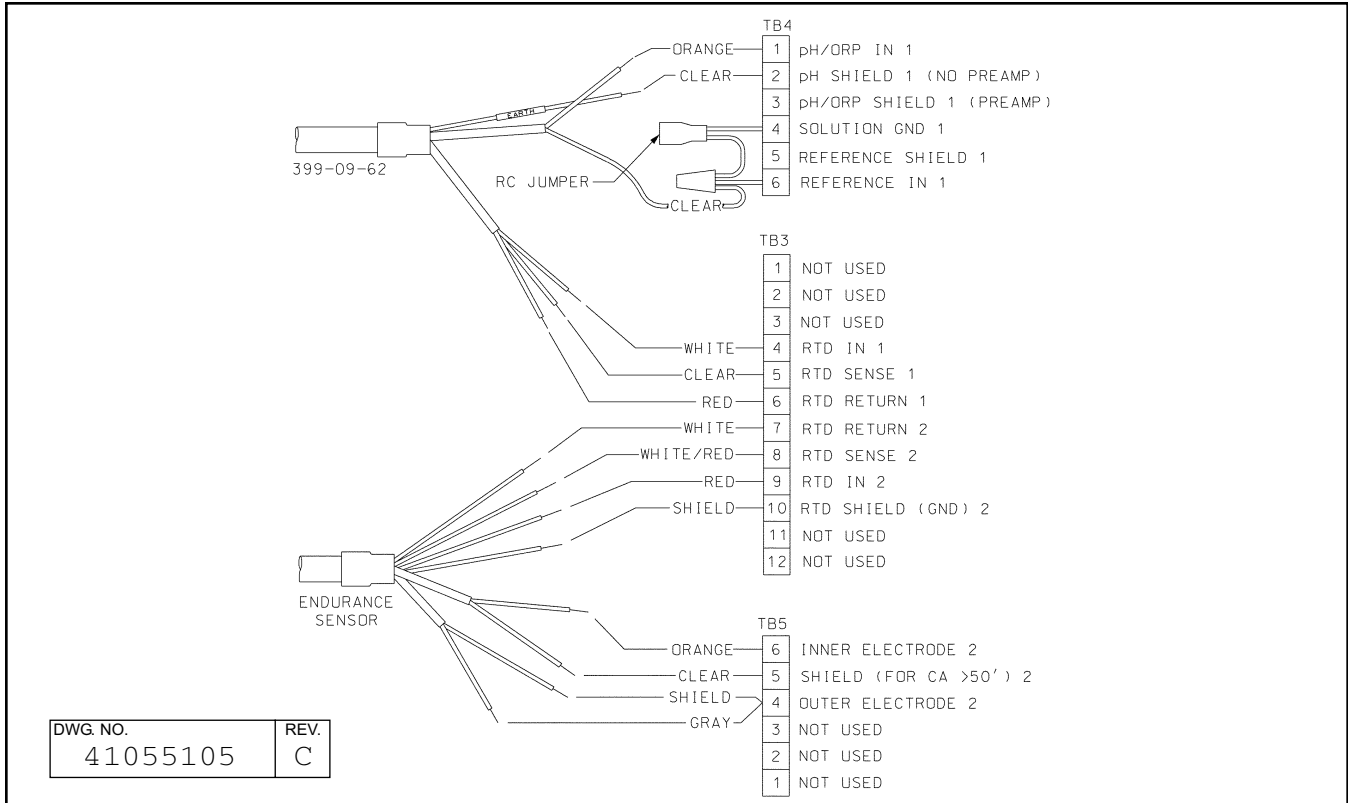 TB4
ORANGE 1 pH/ORP IN 1
CLEAR 2 pH SHIELD 1 (NO PREAMP)
3 pH/ORP SHIELD 1 (PREAMP)
EARTH
4 SOLUTION GND 1
399-09-62
5 REFERENCE SHIELD 1
RC JUMPER
6 REFERENCE IN 1
CLEAR
TB3
1 NOT USED
2 NOT USED
3 NOT USED
WHITE 4 RTD IN 1
CLEAR 5 RTD SENSE 1
RED 6 RTD RETURN 1
WHITE 7 RTD RETURN 2
WHITE/RED 8 RTD SENSE 2
RED 9 RTD IN 2
SHIELD 10 RTD SHIELD (GND) 2
11 NOT USED
12 NOT USED
ENDURANCE
SENSOR
TB5
ORANGE 6 INNER ELECTRODE 2
CLEAR 5 SHIELD (FOR CA >50') 2
SHIELD 4 OUTER ELECTRODE 2
GRAY
3 NOT USED
2 NOT USED
1 NOT USED
DWG. NO. REV.
41055105 C